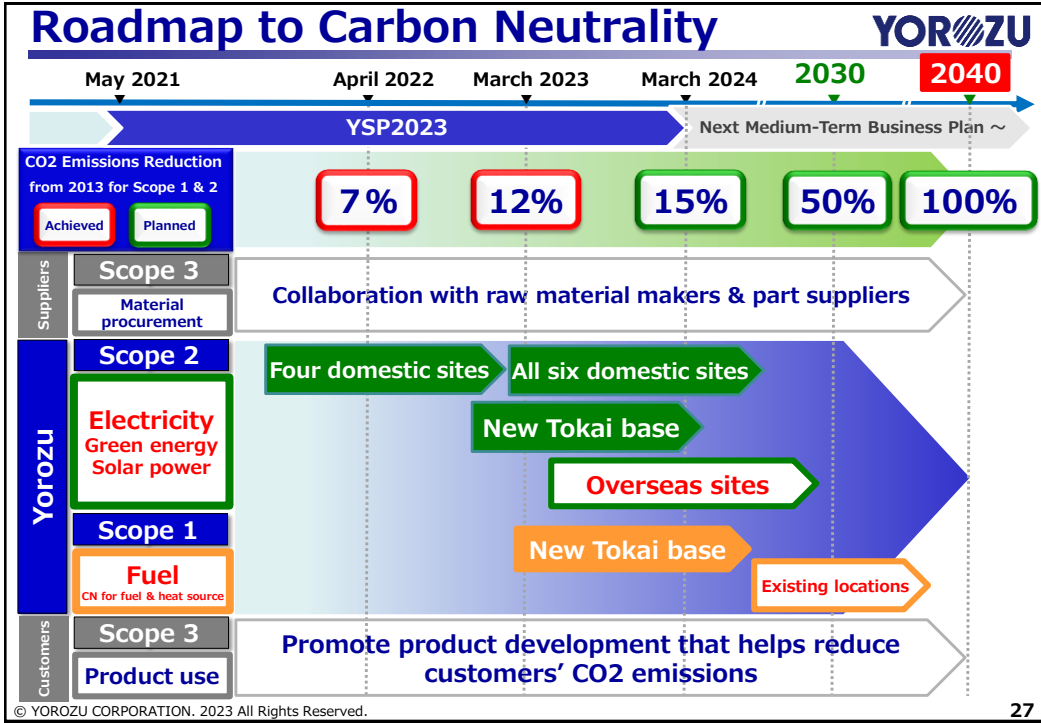 Roadmap to Carbon Neutrality
YOROZU
May 2021
April 2022
March 2023
March 2024
2030
2040
YSP2023
Next Medium-Term Business Plan ～
CO2 Emissions Reduction
from 2013 for Scope 1 & 2
Achieved
Planned
7%
12%
15%
50%
100%
Suppliers
Scope 3
Material
procurement
Collaboration with raw material makers & part suppliers
Yorozu
Scope 2
Electricity
Green energy
Solar power
Four domestic sites
All six domestic sites
New Tokai base
Overseas sites
Scope 1
Fuel
CN for fuel & heat source
New Tokai base
Existing locations
Customers
Scope 3
Product use
Promote product development that helps reduce
customers’ CO2 emissions
© YOROZU CORPORATION. 2023 All Rights Reserved.
27